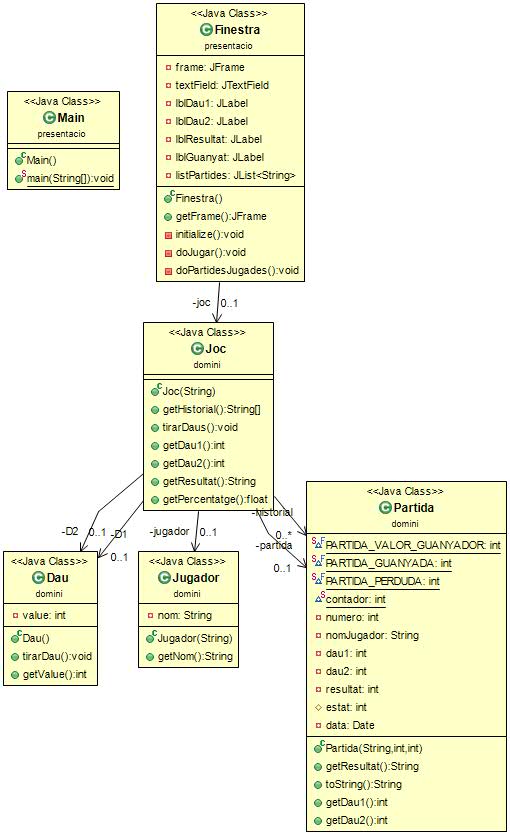 <<Java Class>>
Finestra
presentacio
frame: JFrame
textField: JTextField
lblDau1: JLabel
lblDau2: JLabel
lblResultat: JLabel
lblGuanyat: JLabel
listPartides: JList<String>
Finestra()
getFrame():JFrame
initialize():void
doJugar():void
doPartidesJugades():void
<<Java Class>>
Main
presentacio
Main()
main(String[]):void
-joc 0..1
<<Java Class>>
Joc
domini
Joc(String)
getHistorial():String[]
tirarDaus():void
getDau1():int
getDau2():int
getResultat():String
getPercentatge():float
-D2 0..1
-D1
0..1
-jugador 0..1
-historial
0..*
-partida
0..1
<<Java Class>>
Dau
domini
value: int
Dau()
tirarDau():void
getValue():int
<<Java Class>>
Jugador
domini
nom: String
Jugador(String)
getNom():String
<<Java Class>>
Partida
domini
PARTIDA_VALOR_GUANYADOR: int
PARTIDA_GUANYADA: int
PARTIDA_PERDUDA: int
contador: int
numero: int
nomJugador: String
dau1: int
dau2: int
resultat: int
estat: int
data: Date
Partida(String,int,int)
getResultat():String
toString():String
getDau1():int
getDau2():int